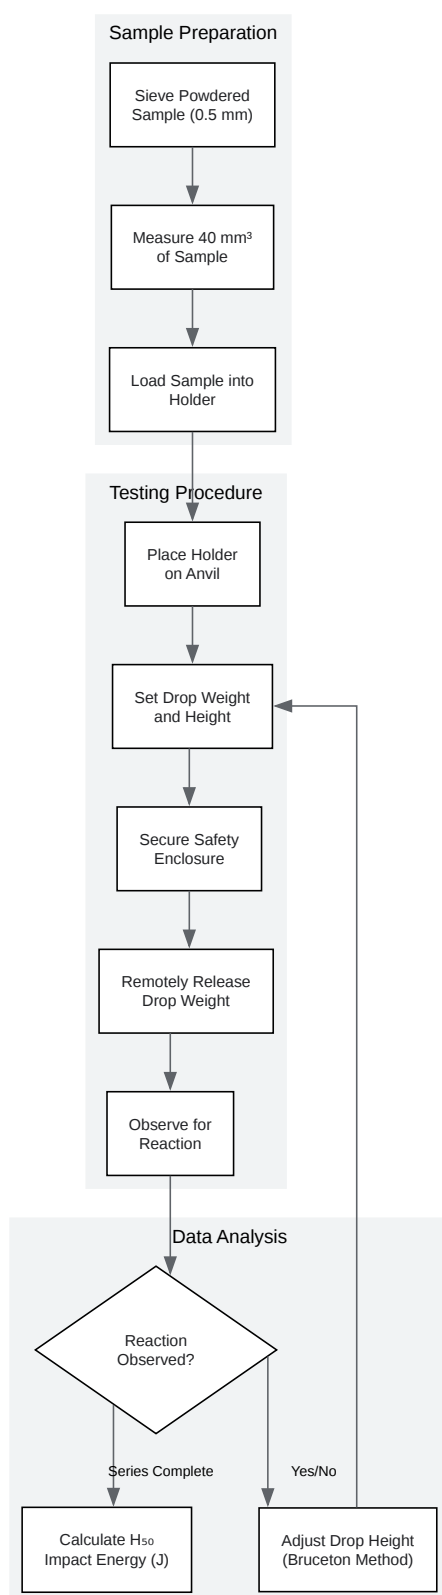 Sample Preparation
Sieve Powdered
Sample (0.5 mm)
Measure 40 mm³
of Sample
Load Sample into
Holder
Testing Procedure
Place Holder
on Anvil
Set Drop Weight
and Height
Secure Safety
Enclosure
Remotely Release
Drop Weight
Observe for
Reaction
Data Analysis
Reaction
Observed?
Series Complete
Yes/No
Calculate H₅₀
Impact Energy (J)
Adjust Drop Height
(Bruceton Method)